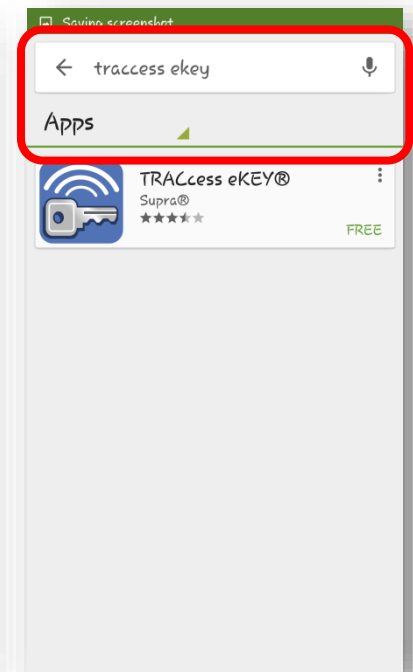 Saving screenshot
traccess ekey
Apps
TRACcess eKEY®
Supra®
FREE